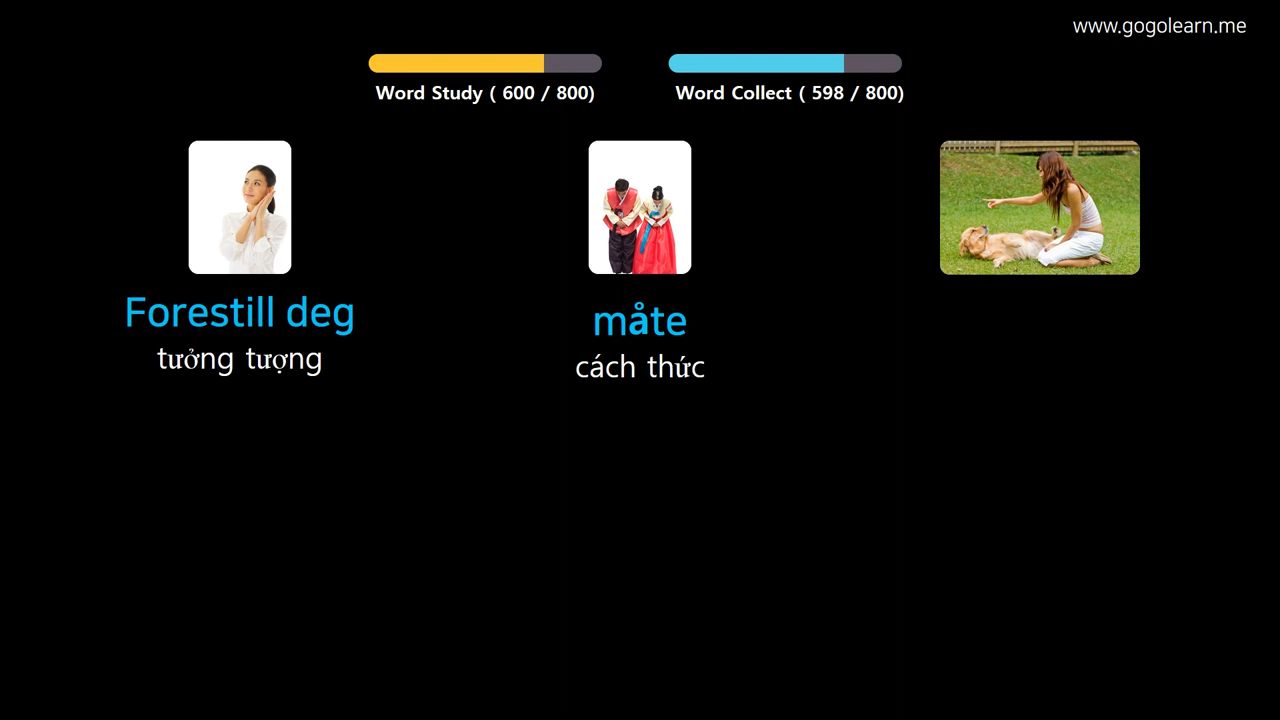 www.gogolearn.me
Word Study ( 600 / 800)
Word Collect ( 598 / 800)
Forestill deg
tưởng tượng
måte
cách thức